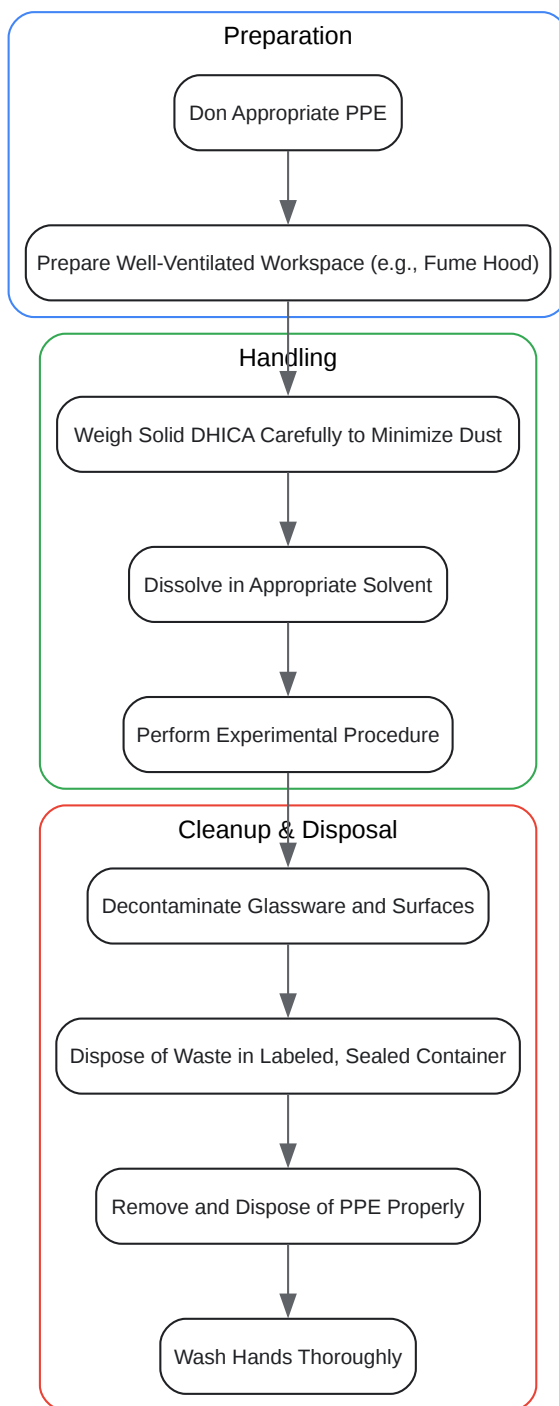 Preparation
Don Appropriate PPE
Prepare Well-Ventilated Workspace (e.g., Fume Hood)
Handling
Weigh Solid DHICA Carefully to Minimize Dust
Dissolve in Appropriate Solvent
Perform Experimental Procedure
Cleanup & Disposal
Decontaminate Glassware and Surfaces
Dispose of Waste in Labeled, Sealed Container
Remove and Dispose of PPE Properly
Wash Hands Thoroughly